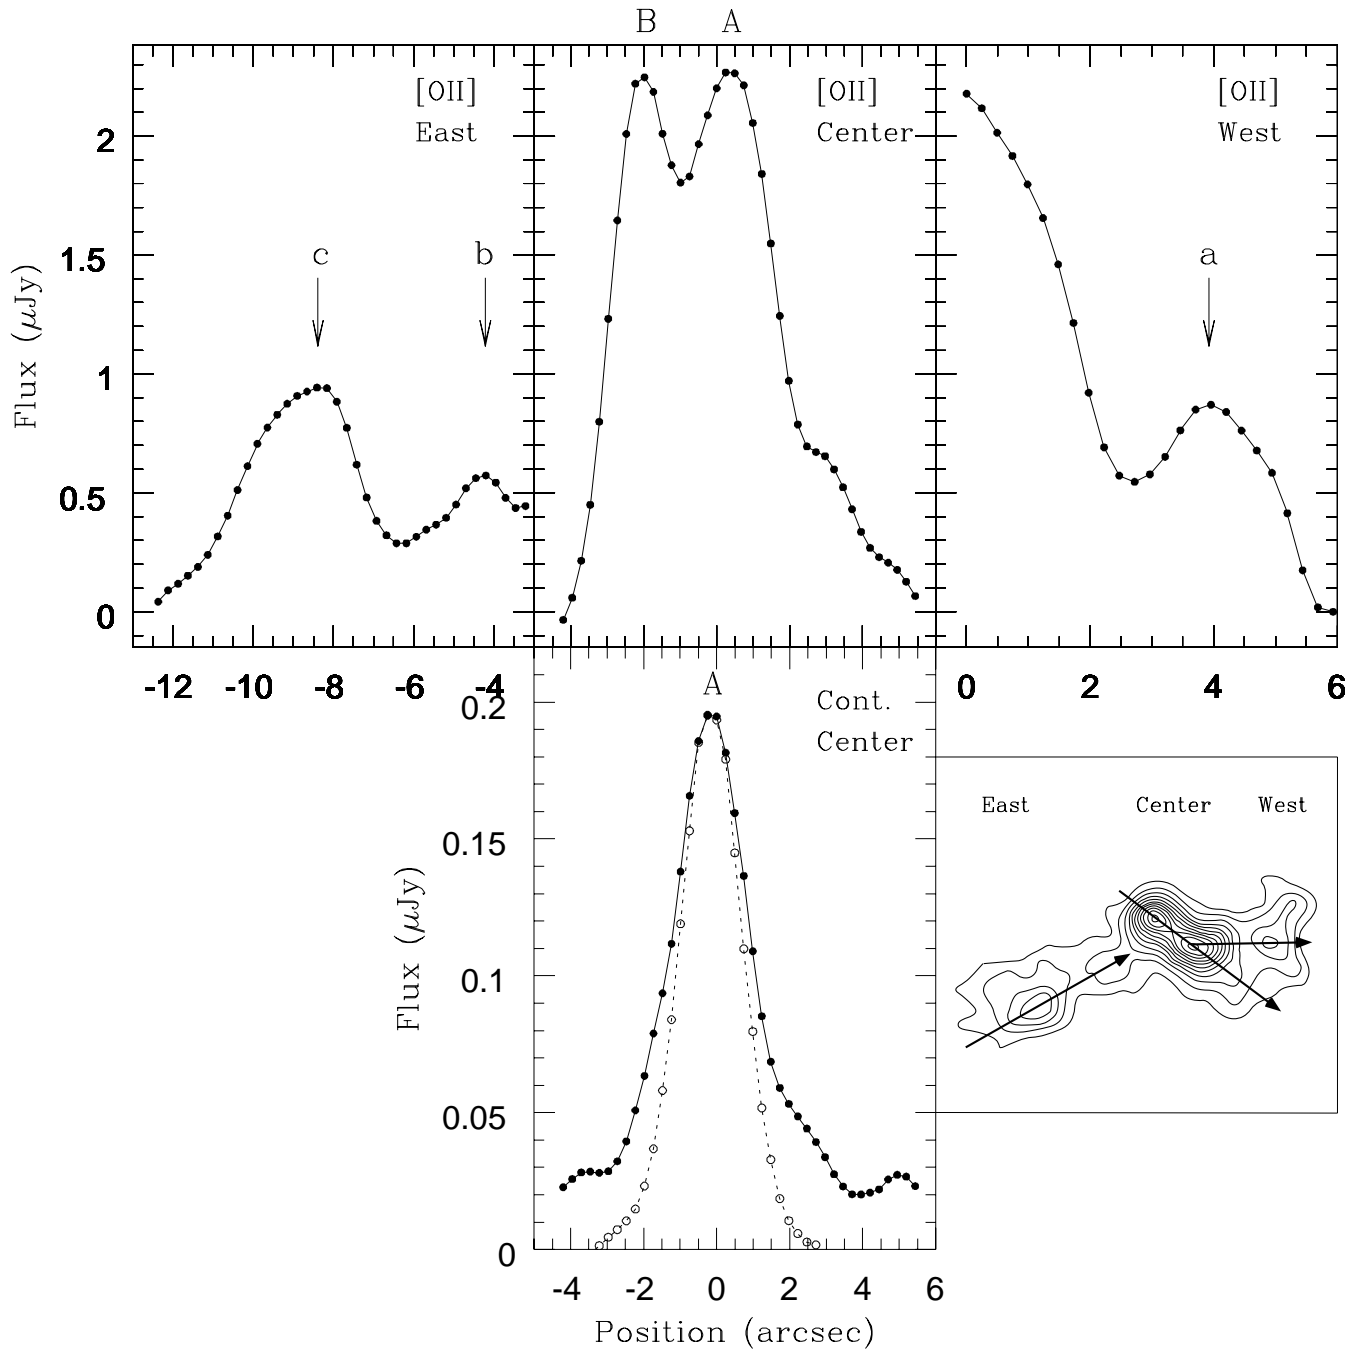 B A
[OII] East
[OII] Center
[OII] West
2
1.5
1
0.5
0
Flux (μJy)
c
b
a
-12 -10 -8 -6 -4
0 2 4 6
A
Cont.
Center
0.2
0.15
0.1
0.05
0
Flux (μJy)
-4 -2 0 2 4 6
Position (arcsec)
East Center West